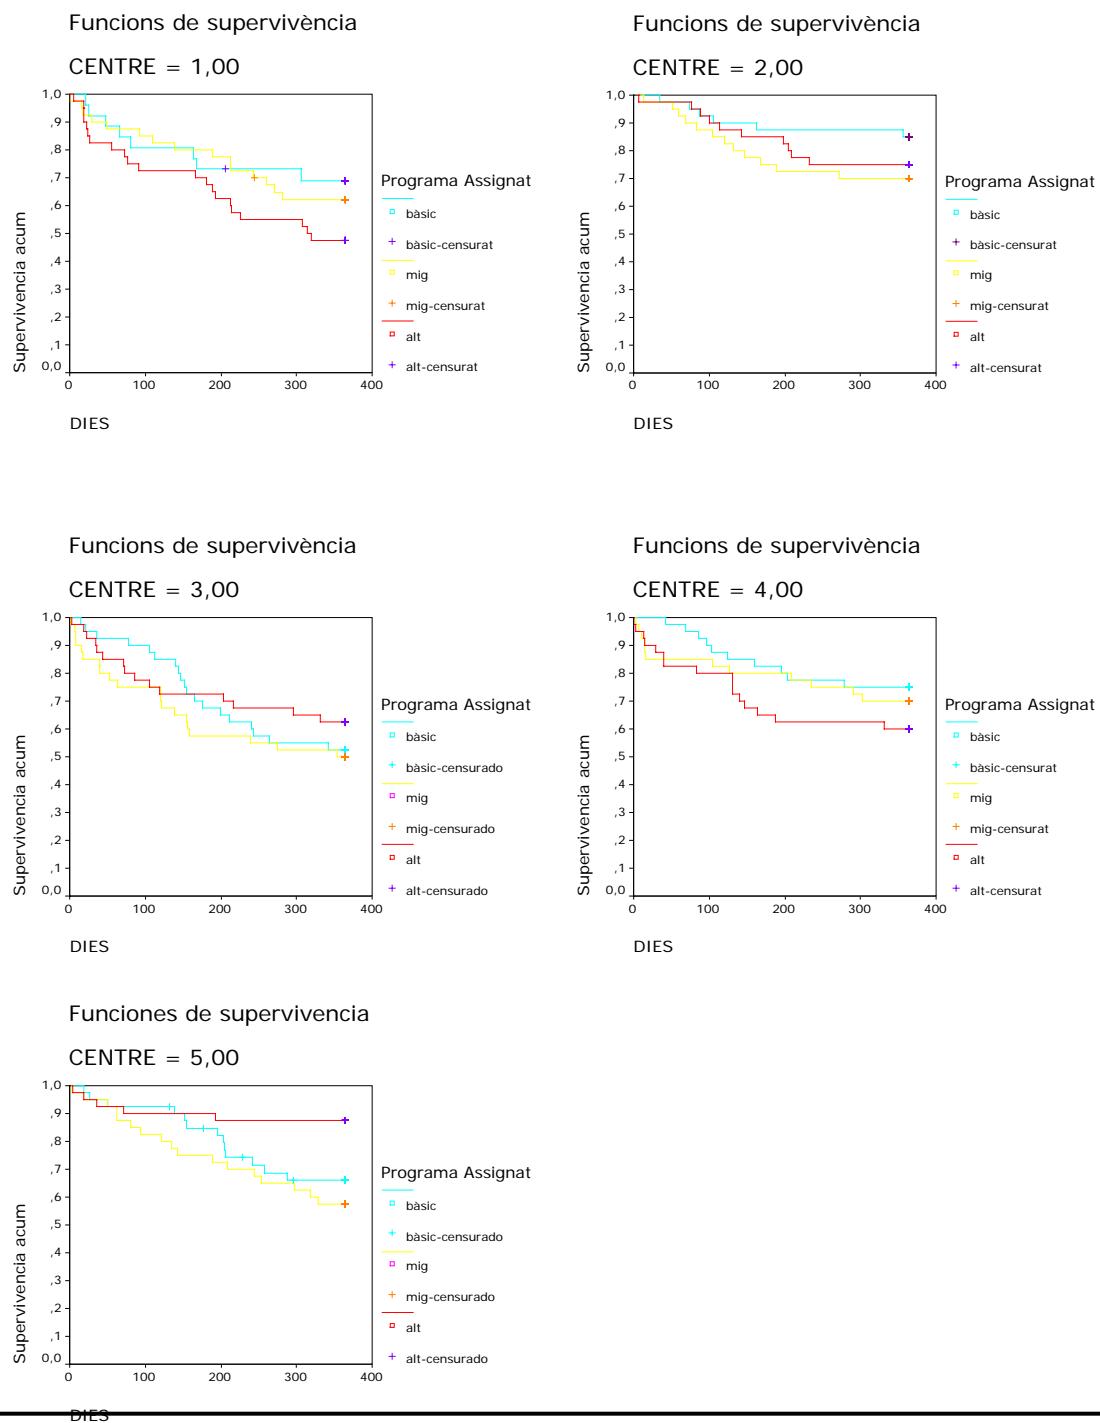 Funcions de supervivència
CENTRE = 1,00
1,0
,9
,8
,7
,6
,5
,4
,3
,2
,1
0,0
Supervivencia acum
0 100 200 300 400
DIES
Programa Assignat
bàsic
bàsic-censurat
mig
mig-censurat
alt
alt-censurat
Funcions de supervivència
CENTRE = 2,00
1,0
,9
,8
,7
,6
,5
,4
,3
,2
,1
0,0
Supervivencia acum
0 100 200 300 400
DIES
Programa Assignat
bàsic
bàsic-censurat
mig
mig-censurat
alt
alt-censurat
Funcions de supervivència
CENTRE = 3,00
1,0
,9
,8
,7
,6
,5
,4
,3
,2
,1
0,0
Supervivencia acum
0 100 200 300 400
DIES
Programa Assignat
bàsic
bàsic-censurado
mig
mig-censurado
alt
alt-censurado
Funcions de supervivència
CENTRE = 4,00
1,0
,9
,8
,7
,6
,5
,4
,3
,2
,1
0,0
Supervivencia acum
0 100 200 300 400
DIES
Programa Assignat
bàsic
bàsic-censurat
mig
mig-censurat
alt
alt-censurat
Funciones de supervivencia
CENTRE = 5,00
1,0
,9
,8
,7
,6
,5
,4
,3
,2
,1
0,0
Supervivencia acum
0 100 200 300 400
DIES
Programa Assignat
bàsic
bàsic-censurado
mig
mig-censurado
alt
alt-censurado